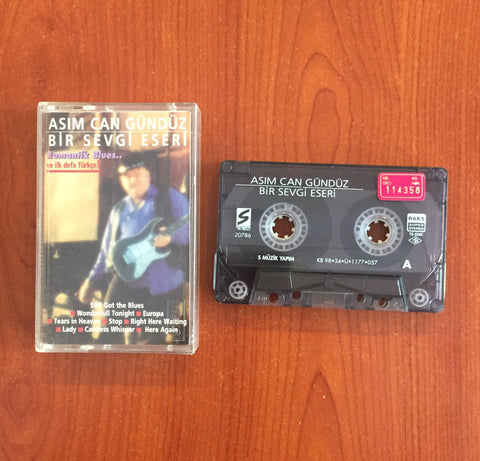 ASIM CAN GÜNDÜZ
BİR SEVGİ ESERİ
Romantik Blues..
ve ilk defa Türkçe!
Still Got the Blues
Wonderfull Tonight ■ Europa
■ Tears in Heaven ■ Stop ■ Right Here Waiting
■ Lady ■ Careless Whisper ■ Here Again
ASIM CAN GÜNDÜZ
BİR SEVGİ ESERİ
114358
S
20786
RAKS
S MÜZİK YAPIM
KB 98•34•Ü•1177•057
A